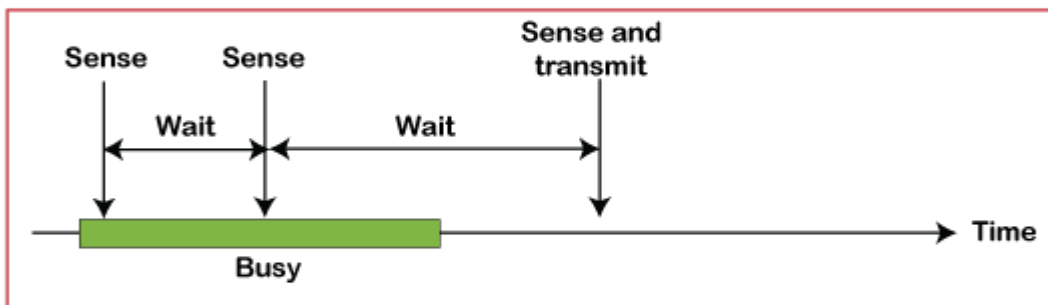 Sense
Sense
Sense and
transmit
Wait
Wait
Time
Busy